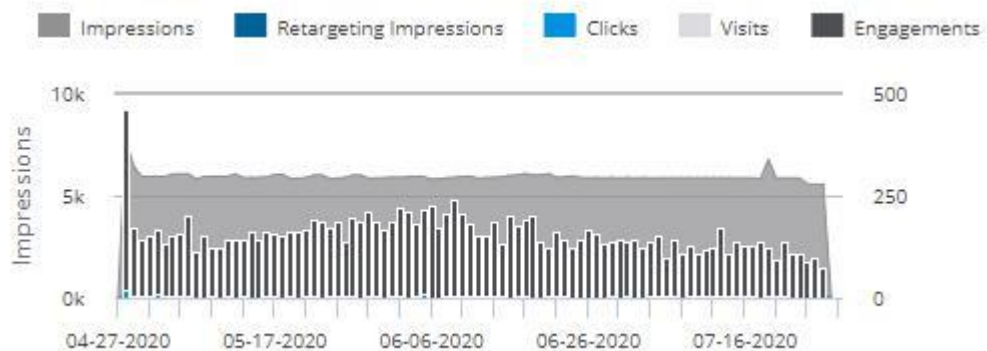 Impressions Retargeting Impressions Clicks Visits Engagements
10k 500
Impressions
5k 250
0k 0
04-27-2020 05-17-2020 06-06-2020 06-26-2020 07-16-2020